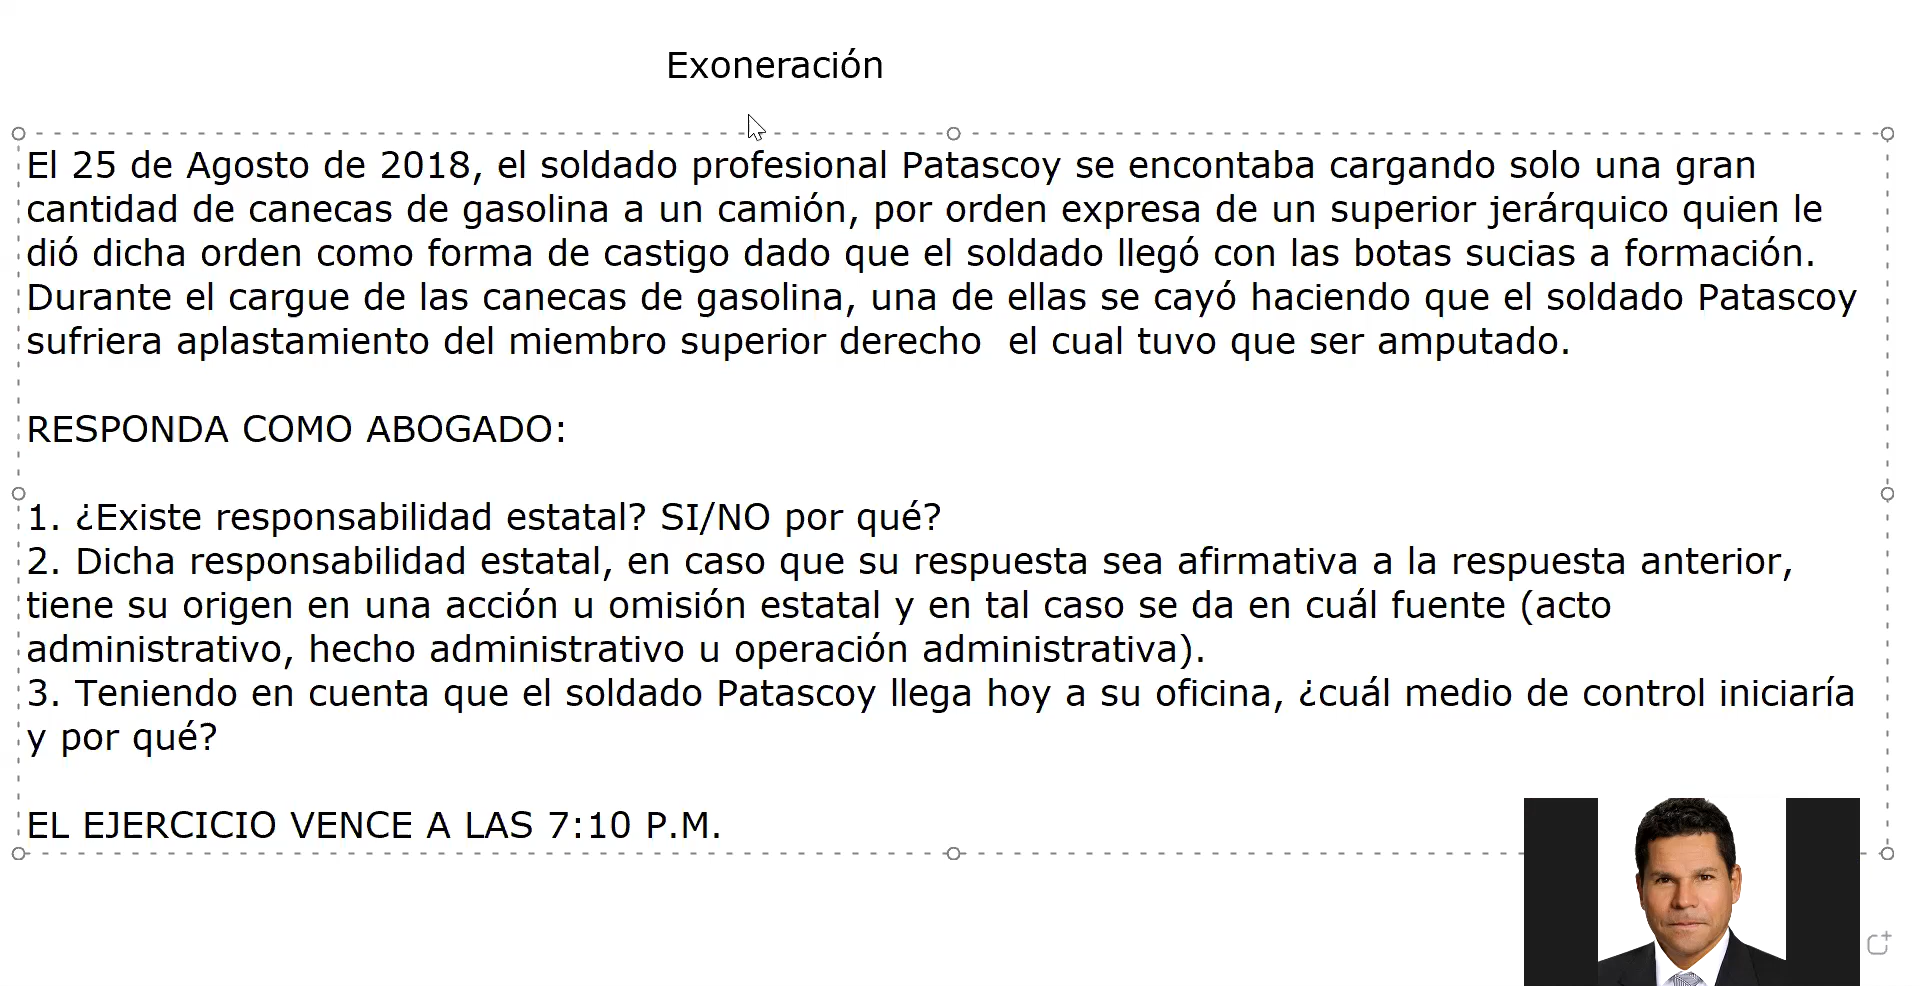 Exoneración
El 25 de Agosto de 2018, el soldado profesional Patascoy se encontaba cargando solo una gran
cantidad de canecas de gasolina a un camión, por orden expresa de un superior jerárquico quien le
dió dicha orden como forma de castigo dado que el soldado llegó con las botas sucias a formación.
Durante el cargue de las canecas de gasolina, una de ellas se cayó haciendo que el soldado Patascoy
sufriera aplastamiento del miembro superior derecho  el cual tuvo que ser amputado.
RESPONDA COMO ABOGADO:
1. ¿Existe responsabilidad estatal? SI/NO por qué?
2. Dicha responsabilidad estatal, en caso que su respuesta sea afirmativa a la respuesta anterior,
tiene su origen en una acción u omisión estatal y en tal caso se da en cuál fuente (acto
administrativo, hecho administrativo u operación administrativa).
3. Teniendo en cuenta que el soldado Patascoy llega hoy a su oficina, ¿cuál medio de control iniciaría
y por qué?
EL EJERCICIO VENCE A LAS 7:10 P.M.